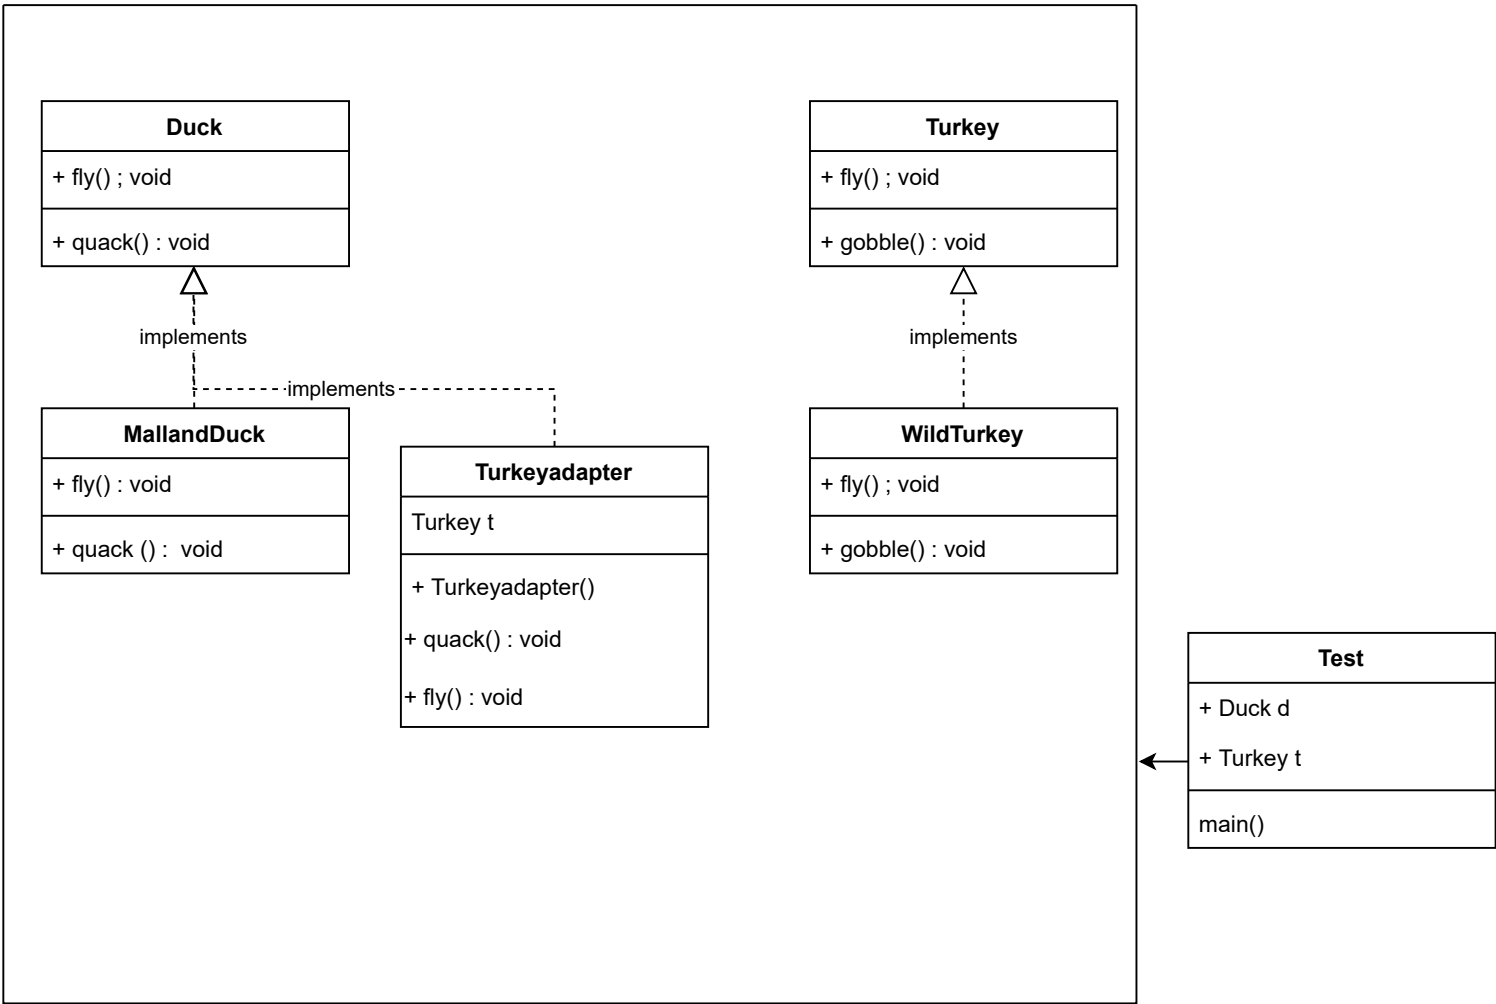 Duck
+ fly() ; void
+ quack() : void
Turkey
+ fly() ; void
+ gobble() : void
implements
implements
implements
MallandDuck
+ fly() : void
+ quack () :  void
Turkeyadapter
Turkey t
+ Turkeyadapter()
+ quack() : void
+ fly() : void
WildTurkey
+ fly() ; void
+ gobble() : void
Test
+ Duck d
+ Turkey t
main()